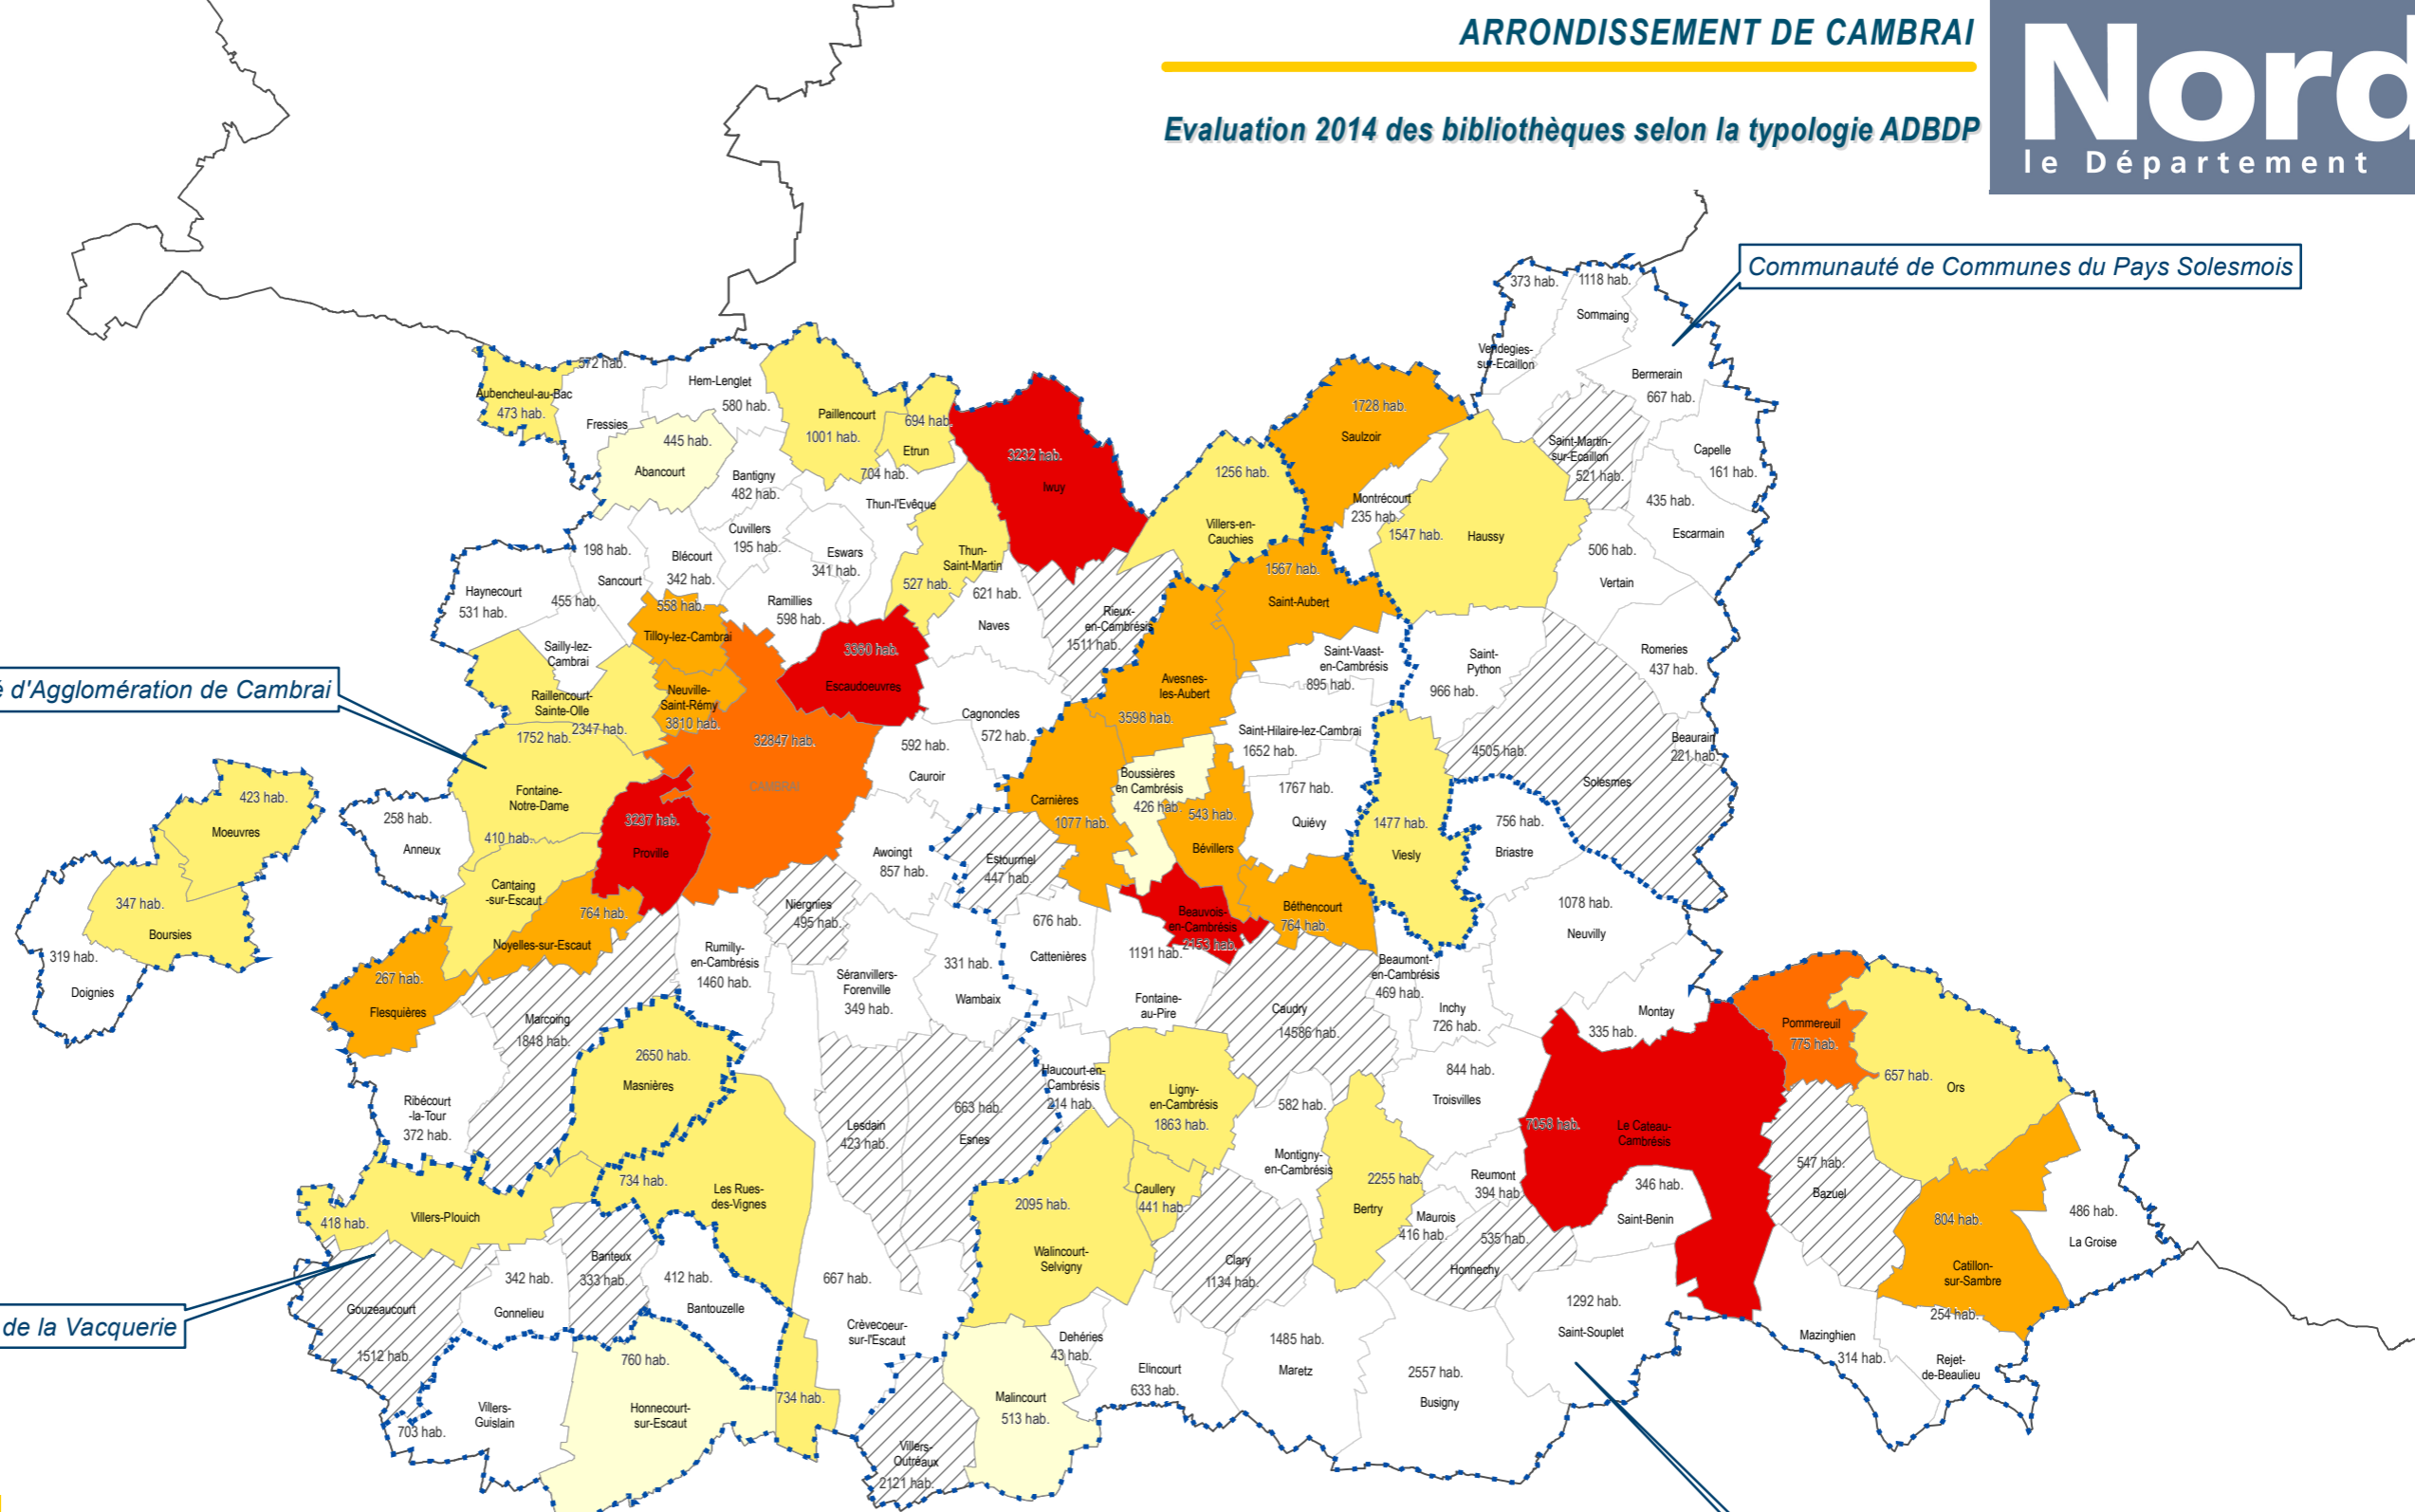 ARRONDISSEMENT DE CAMBRAI
Evaluation 2014 des bibliothèques selon la typologie ADBDP
Nord
le Département
Communauté de Communes du Pays Solesmois
373 hab.
1118 hab.
Sommaing
Vendegies-
sur-Ecaillon
Bermerain
667 hab.
Saint-Martin-
sur-Ecaillon
521 hab.
Capelle
161 hab.
435 hab.
Escarmain
506 hab.
Vertain
Romeries
437 hab.
Beaurain
221 hab.
4505 hab.
Solesmes
Saint-
Python
966 hab.
1547 hab.
Haussy
Montrécourt
235 hab.
1728 hab.
Saulzoir
1256 hab.
Villers-en-
Cauchies
1567 hab.
Saint-Aubert
Saint-Vaast-
en-Cambrésis
895 hab.
Avesnes-
les-Aubert
3598 hab.
Saint-Hilaire-lez-Cambrai
1652 hab.
1767 hab.
Quiévy
1477 hab.
Viesly
756 hab.
Briastre
1078 hab.
Neuvilly
572 hab.
Aubencheul-au-Bac
473 hab.
Fressies
Hem-Lenglet
580 hab.
445 hab.
Abancourt
Paillencourt
1001 hab.
694 hab.
Etrun
704 hab.
Thun-l'Evêque
Bantigny
482 hab.
Cuvillers
195 hab.
3232 hab.
Iwuy
Eswars
341 hab.
Thun-
Saint-Martin
527 hab.
621 hab.
Naves
Rieux-
en-Cambrésis
1511 hab.
198 hab.
Sancourt
Blécourt
342 hab.
Haynecourt
531 hab.
455 hab.
Sailly-lez-
Cambrai
558 hab.
Tilloy-lez-Cambrai
Ramillies
598 hab.
3360 hab.
Escaudoeuvres
Neuville-
Saint-Rémy
3810 hab.
Raillencourt-
Sainte-Olle
2347 hab.
é d'Agglomération de Cambrai
1752 hab.
Fontaine-
Notre-Dame
32847 hab.
CAMBRAI
Cagnoncles
572 hab.
592 hab.
Cauroir
Carnières
1077 hab.
Boussières
en Cambrésis
426 hab.
543 hab.
Bévillers
423 hab.
Moeuvres
258 hab.
Anneux
410 hab.
Cantaing
-sur-Escaut
3237 hab.
Proville
Awoingt
857 hab.
Estourmel
447 hab.
347 hab.
Boursies
319 hab.
Doignies
764 hab.
Noyelles-sur-Escaut
Niergnies
495 hab.
676 hab.
Cattenières
Beauvois-
en-Cambrésis
2153 hab.
Béthencourt
764 hab.
1191 hab.
Fontaine-
au-Pire
267 hab.
Flesquières
Rumilly-
en-Cambrésis
1460 hab.
Séranvillers-
Forenville
349 hab.
331 hab.
Wambaix
Caudry
14586 hab.
Beaumont-
en-Cambrésis
469 hab.
Inchy
726 hab.
Montay
335 hab.
Pommereuil
775 hab.
Marcoing
1848 hab.
2650 hab.
Masnières
Ribécourt
-la-Tour
372 hab.
Lesdain
423 hab.
663 hab.
Esnes
Haucourt-en-
Cambrésis
214 hab.
Ligny-
en-Cambrésis
1863 hab.
582 hab.
Montigny-
en-Cambrésis
844 hab.
Troisvilles
7058 hab.
Le Cateau-
Cambrésis
657 hab.
Ors
547 hab.
Bazuel
418 hab.
Villers-Plouich
734 hab.
Les Rues-
des-Vignes
2095 hab.
Walincourt-
Selvigny
Caullery
441 hab.
2255 hab.
Bertry
Reumont
394 hab.
Maurois
416 hab.
346 hab.
Saint-Benin
535 hab.
Honnechy
804 hab.
Catillon-
sur-Sambre
486 hab.
La Groise
de la Vacquerie
Gouzeaucourt
1512 hab.
342 hab.
Gonnelieu
Banteux
333 hab.
412 hab.
Bantouzelle
667 hab.
Crèvecoeur-
sur-l'Escaut
Clary
1134 hab.
1292 hab.
Saint-Souplet
254 hab.
Mazinghien
314 hab.
Rejet-
de-Beaulieu
760 hab.
Honnecourt-
sur-Escaut
734 hab.
Villers-
Guislain
703 hab.
Dehéries
43 hab.
Elincourt
633 hab.
1485 hab.
Maretz
2557 hab.
Busigny
Malincourt
513 hab.
Villers-
Outréaux
2121 hab.